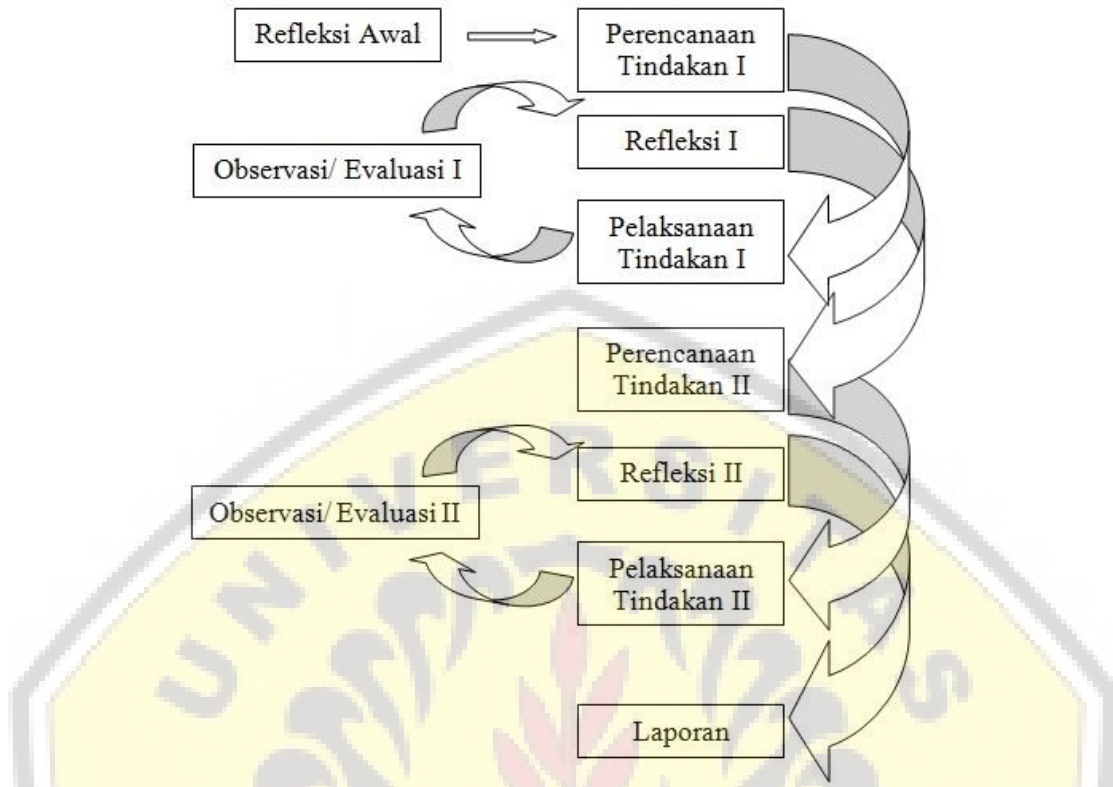 Refleksi Awal
Perencanaan
Tindakan I
Refleksi I
Observasi/ Evaluasi I
Pelaksanaan
Tindakan I
Perencanaan
Tindakan II
Refleksi II
Observasi/ Evaluasi II
Pelaksanaan
Tindakan II
Laporan
UNIVERSITAS